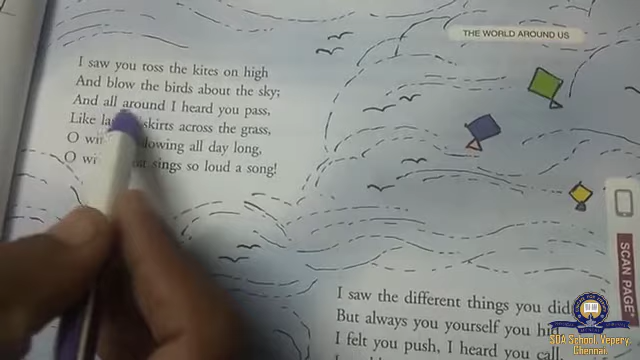 THE WORLD AROUND US
I saw you toss the kites on high
And blow the birds about the sky;
And all around I heard you pass,
Like skirts across the grass,
O all day long,
O sings so loud a song!
SCAN PAGE
I saw the different things you did
But always you yourself you hid
I felt you push, I heard you
SDA School, Vepery,
Chennai.